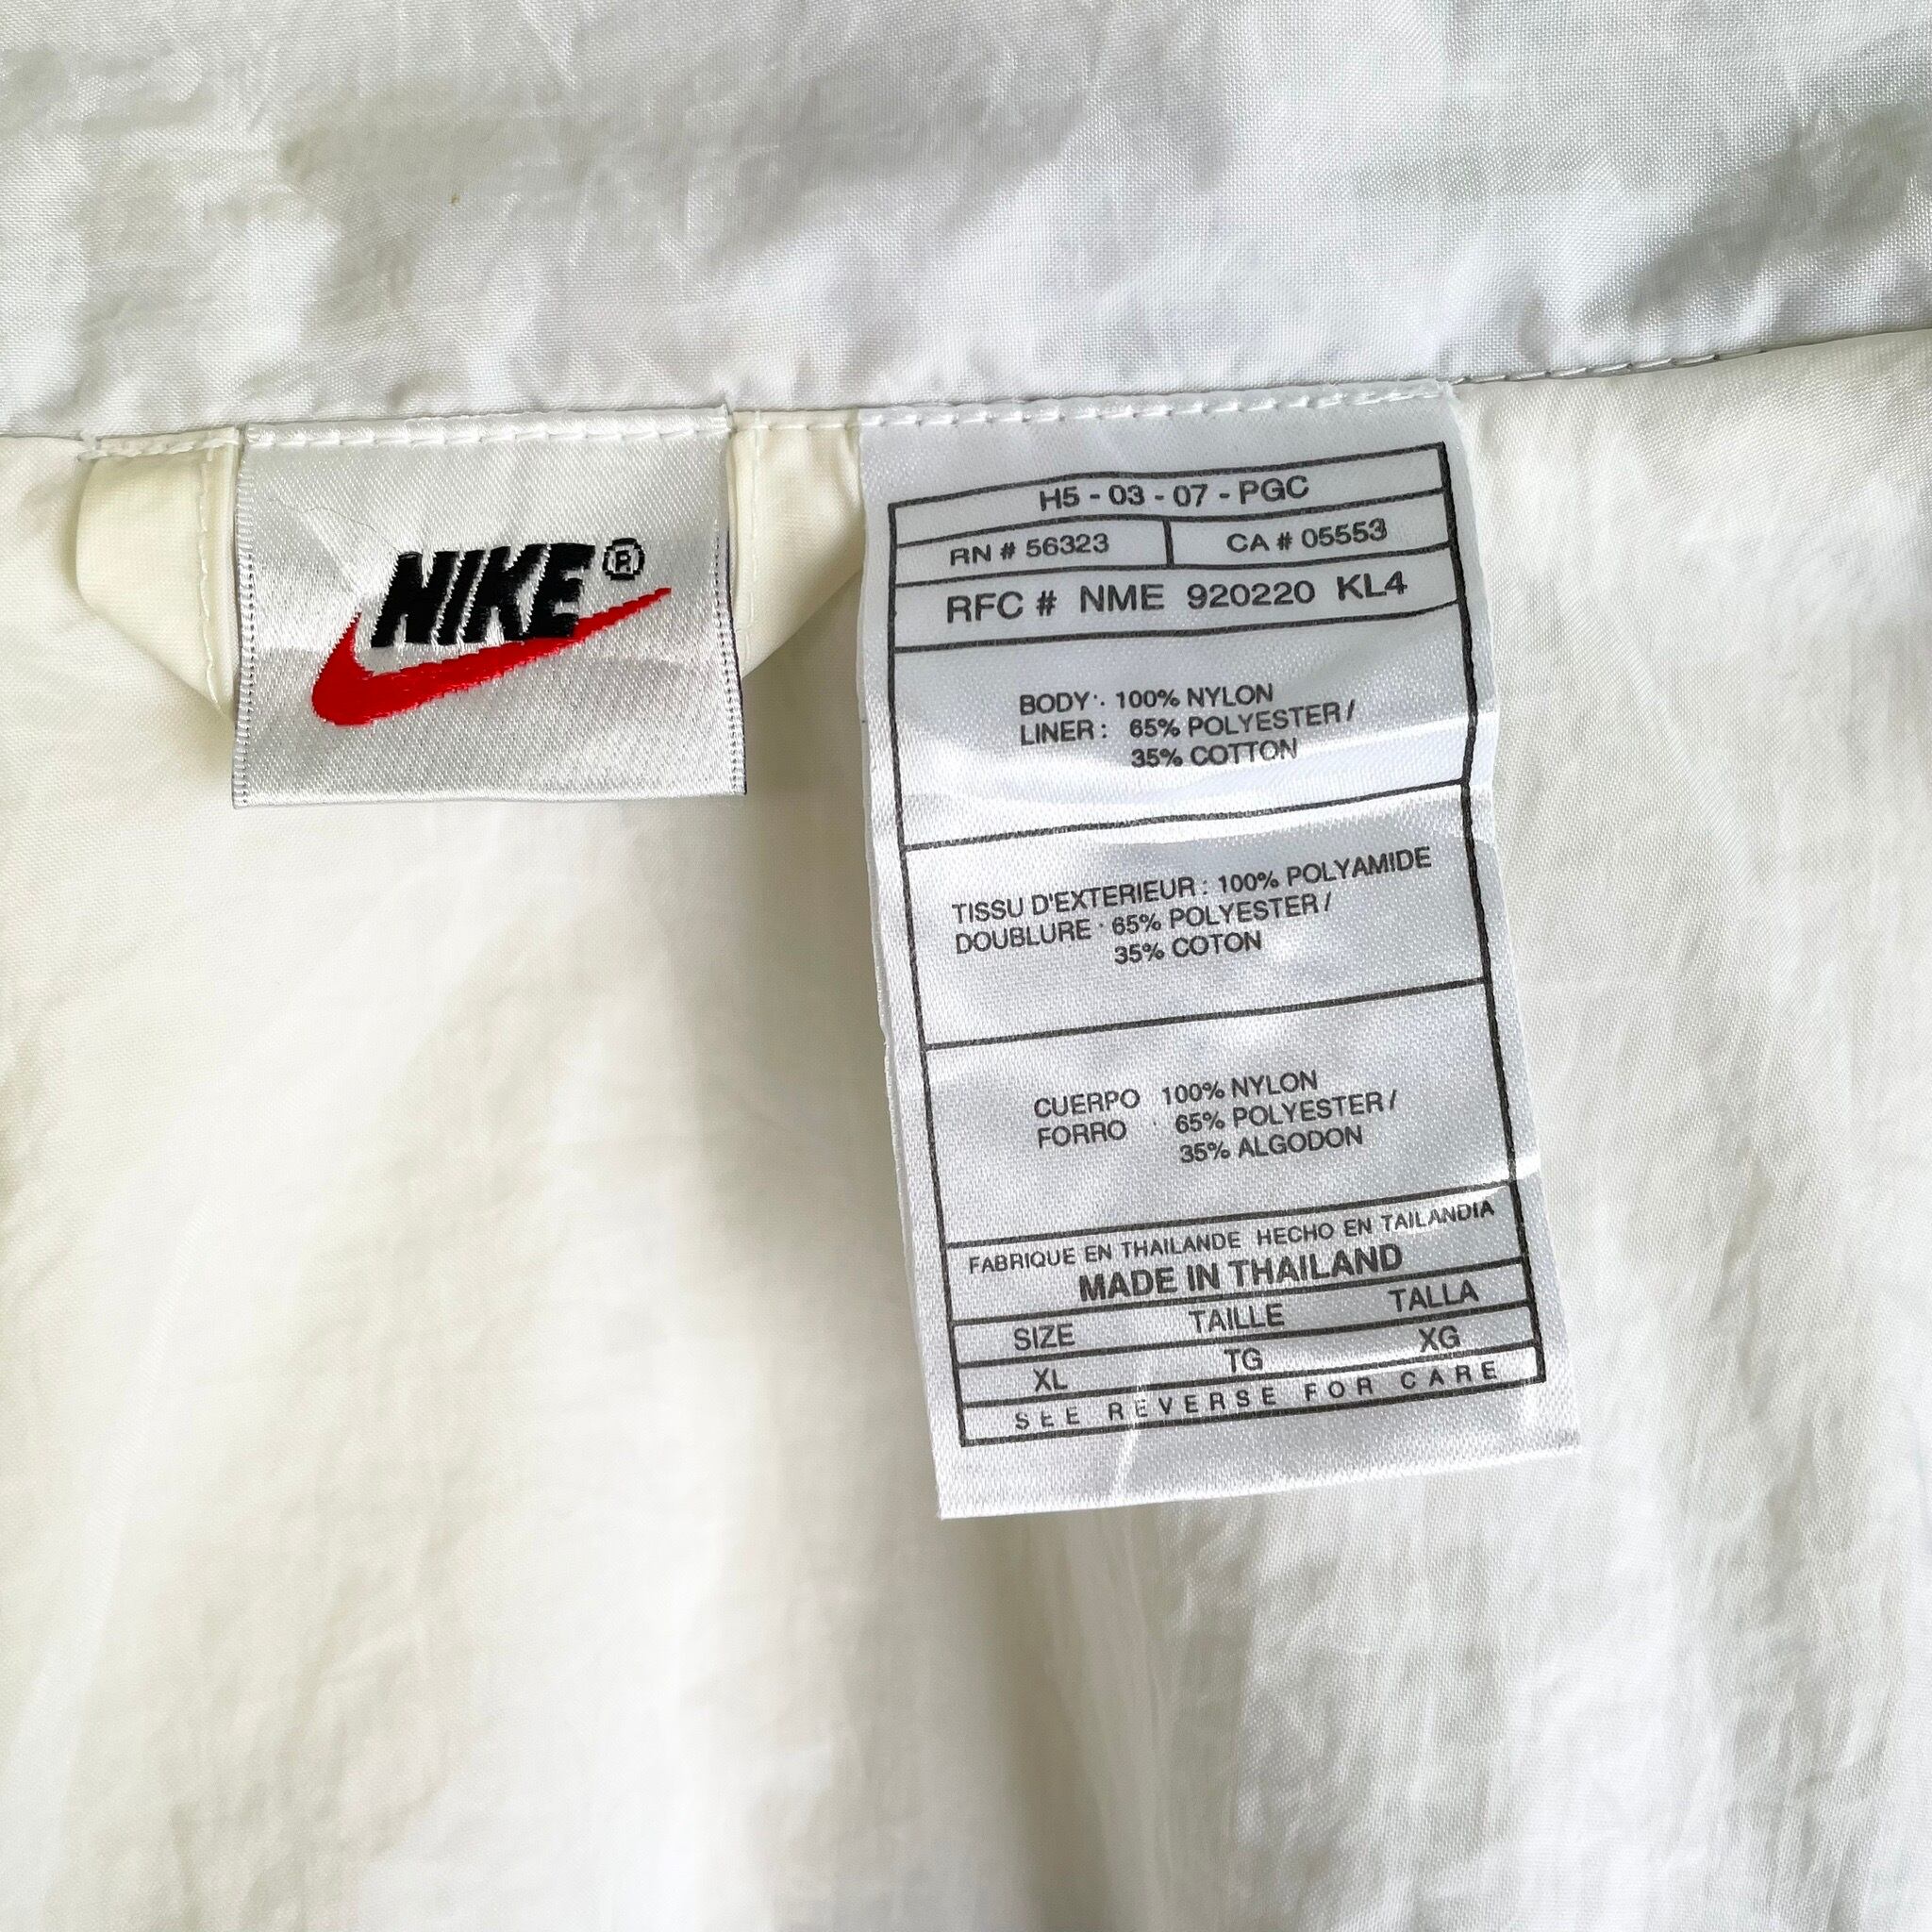 NIKE®
H5 - 03 - 07 - PGC
RN # 56323 CA # 05553
RFC # NME 920220 KL4
BODY : 100% NYLON
LINER : 65% POLYESTER /
35% COTTON
TISSU D'EXTERIEUR : 100% POLYAMIDE
DOUBLURE : 65% POLYESTER /
35% COTON
CUERPO 100% NYLON
FORRO : 65% POLYESTER /
35% ALGODON
FABRIQUE EN THAILANDE HECHO EN TAILANDIA
MADE IN THAILAND
SIZE TAILLE TALLA
XL TG XG
SEE REVERSE FOR CARE